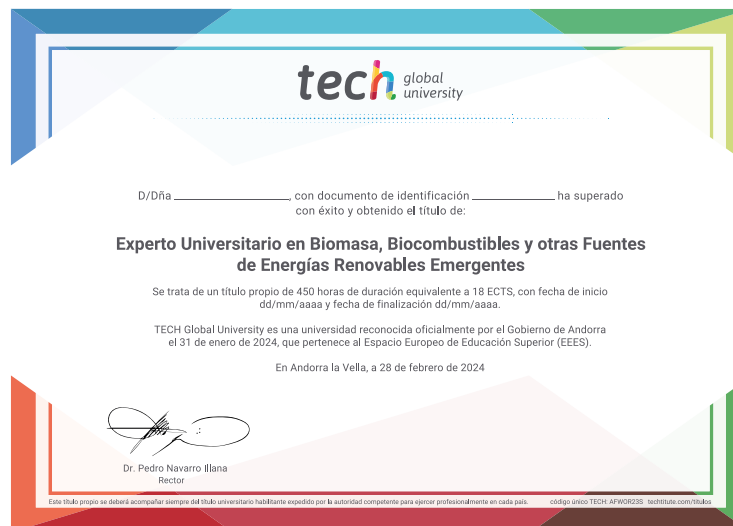 tech global university
D/Dña ______________, con documento de identificación ______________ ha superado
con éxito y obtenido el título de:
Experto Universitario en Biomasa, Biocombustibles y otras Fuentes
de Energías Renovables Emergentes
Se trata de un título propio de 450 horas de duración equivalente a 18 ECTS, con fecha de inicio
dd/mm/aaaa y fecha de finalización dd/mm/aaaa.
TECH Global University es una universidad reconocida oficialmente por el Gobierno de Andorra
el 31 de enero de 2024, que pertenece al Espacio Europeo de Educación Superior (EEES).
En Andorra la Vella, a 28 de febrero de 2024
Dr. Pedro Navarro Illana
Rector
Este título propio se deberá acompañar siempre del título universitario habilitante expedido por la autoridad competente para ejercer profesionalmente en cada país. código único TECH: AFWOR23S techtitute.com/titulos